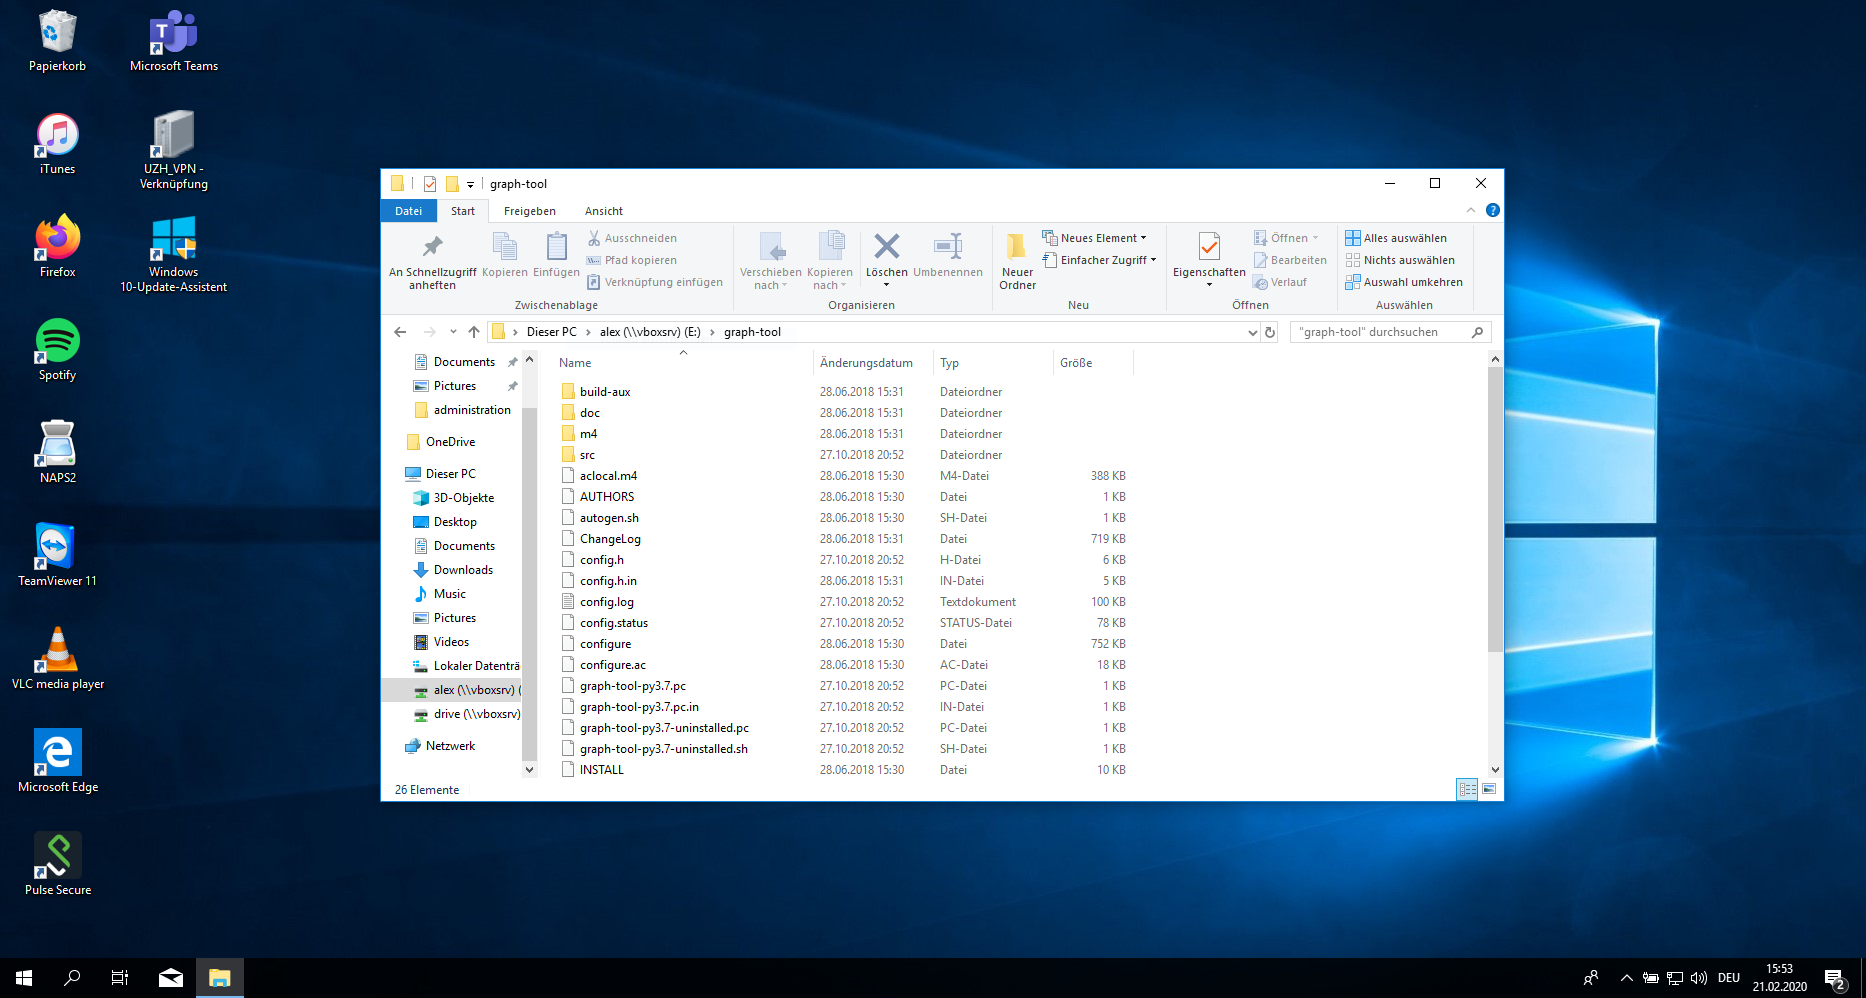 Papierkorb
Microsoft Teams
iTunes
UZH_VPN -
Verknüpfung
Firefox
Windows
10-Update-Assistent
Spotify
NAPS2
TeamViewer 11
VLC media player
Microsoft Edge
Pulse Secure
graph-tool
Datei Start Freigeben Ansicht
An Schnellzugriff
anheften
Kopieren
Einfügen
Ausschneiden
Pfad kopieren
Verknüpfung einfügen
Zwischenablage
Verschieben
nach
Kopieren
nach
Löschen
Umbenennen
Organisieren
Neuer
Ordner
Neues Element
Einfacher Zugriff
Neu
Eigenschaften
Öffnen
Bearbeiten
Verlauf
Öffnen
Alles auswählen
Nichts auswählen
Auswahl umkehren
Auswählen
Dieser PC › alex (\\vboxsrv) (E:) › graph-tool
"graph-tool" durchsuchen
Documents
Pictures
administration
OneDrive
Dieser PC
3D-Objekte
Desktop
Documents
Downloads
Music
Pictures
Videos
Lokaler Datenträ
alex (\\vboxsrv) (
drive (\\vboxsrv)
Netzwerk
Name Änderungsdatum Typ Größe
build-aux 28.06.2018 15:31 Dateiordner
doc 28.06.2018 15:31 Dateiordner
m4 28.06.2018 15:31 Dateiordner
src 27.10.2018 20:52 Dateiordner
aclocal.m4 28.06.2018 15:30 M4-Datei 388 KB
AUTHORS 28.06.2018 15:30 Datei 1 KB
autogen.sh 28.06.2018 15:30 SH-Datei 1 KB
ChangeLog 28.06.2018 15:31 Datei 719 KB
config.h 27.10.2018 20:52 H-Datei 6 KB
config.h.in 28.06.2018 15:31 IN-Datei 5 KB
config.log 27.10.2018 20:52 Textdokument 100 KB
config.status 27.10.2018 20:52 STATUS-Datei 78 KB
configure 28.06.2018 15:30 Datei 752 KB
configure.ac 28.06.2018 15:30 AC-Datei 18 KB
graph-tool-py3.7.pc 27.10.2018 20:52 PC-Datei 1 KB
graph-tool-py3.7.pc.in 27.10.2018 20:52 IN-Datei 1 KB
graph-tool-py3.7-uninstalled.pc 27.10.2018 20:52 PC-Datei 1 KB
graph-tool-py3.7-uninstalled.sh 27.10.2018 20:52 SH-Datei 1 KB
INSTALL 28.06.2018 15:30 Datei 10 KB
26 Elemente
DEU
15:53
21.02.2020
2